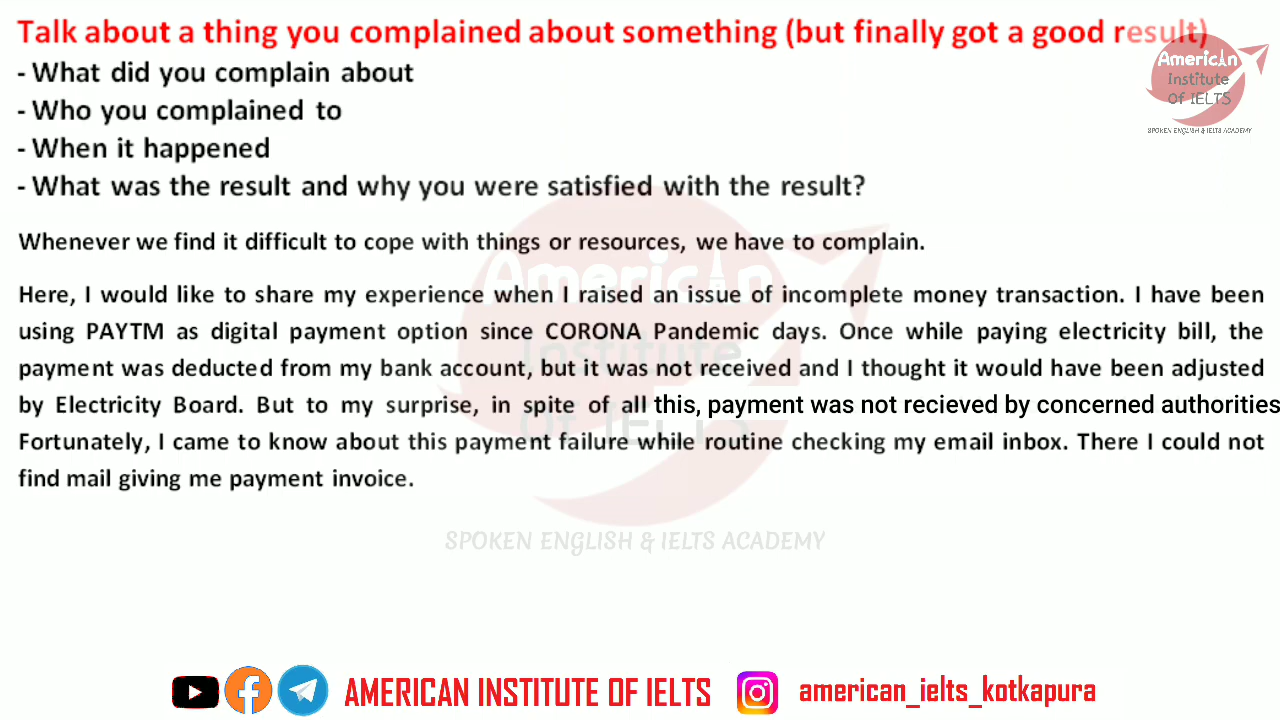 Talk about a thing you complained about something (but finally got a good result)
- What did you complain about
- Who you complained to
- When it happened
- What was the result and why you were satisfied with the result?
American
Institute
Of IELTS
SPOKEN ENGLISH & IELTS ACADEMY
Whenever we find it difficult to cope with things or resources, we have to complain.
Here, I would like to share my experience when I raised an issue of incomplete money transaction. I have been
using PAYTM as digital payment option since CORONA Pandemic days. Once while paying electricity bill, the
payment was deducted from my bank account, but it was not received and I thought it would have been adjusted
by Electricity Board. But to my surprise, in spite of all this, payment was not recieved by concerned authorities
Fortunately, I came to know about this payment failure while routine checking my email inbox. There I could not
find mail giving me payment invoice.
American
Institute
Of IELTS
SPOKEN ENGLISH & IELTS ACADEMY
AMERICAN INSTITUTE OF IELTS
american_ielts_kotkapura